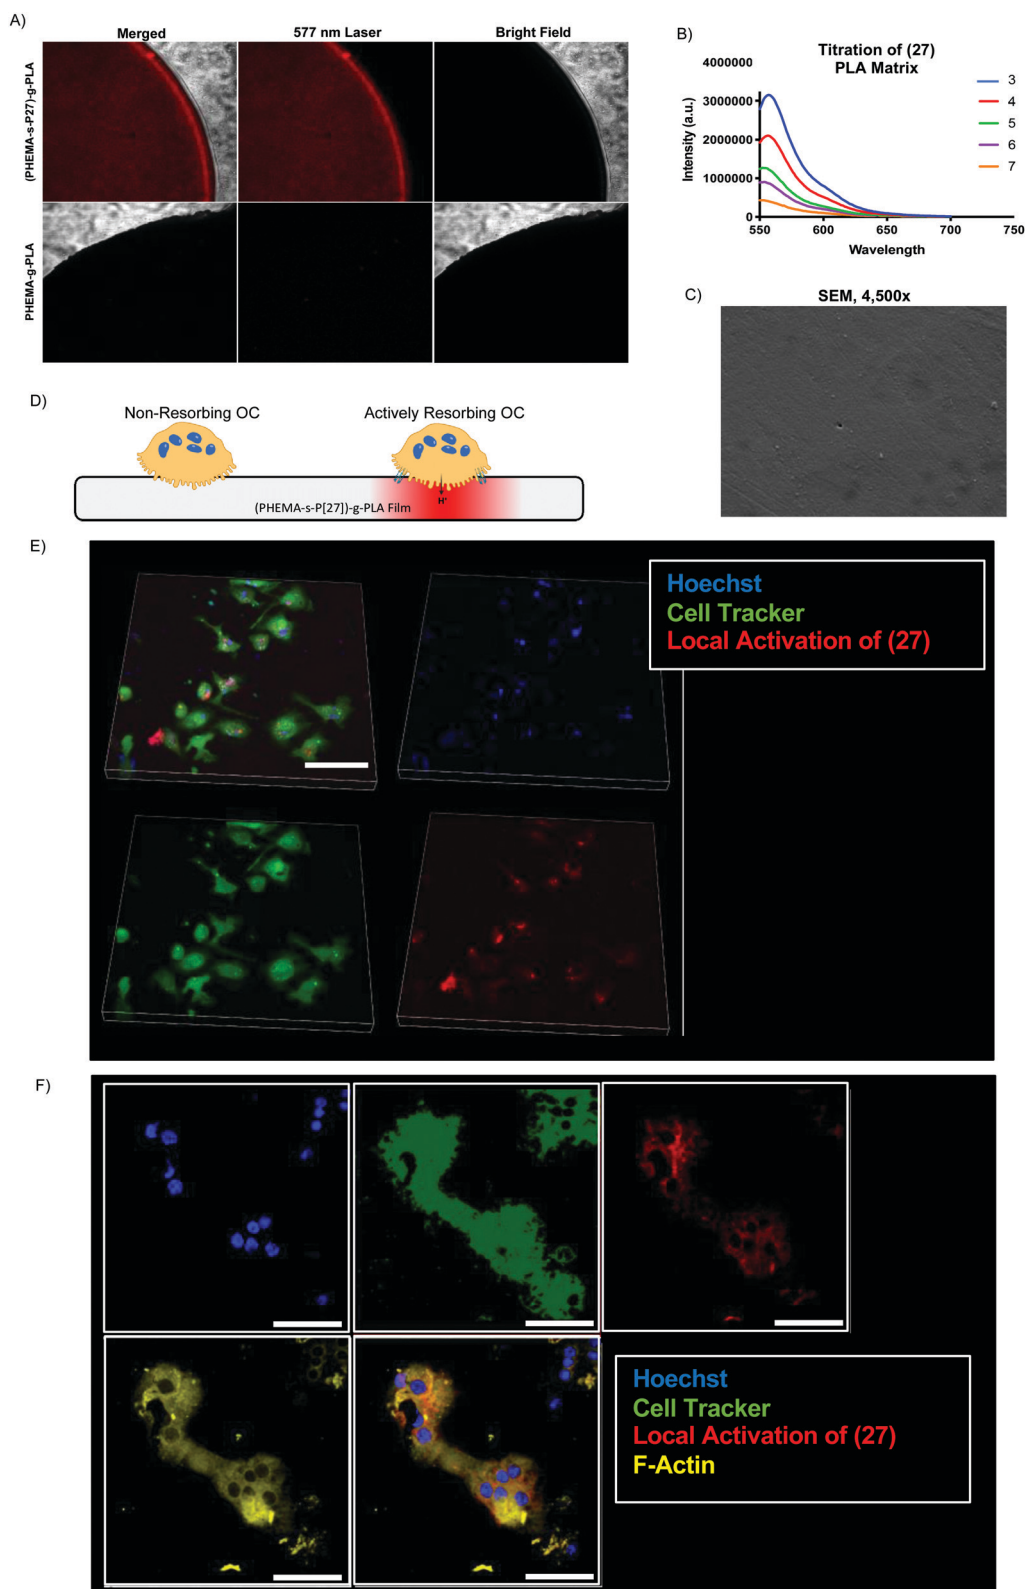 A)
Merged
577 nm Laser
Bright Field
(PHEMA-s-P27)-g-PLA
PHEMA-g-PLA
B)
Titration of (27)
PLA Matrix
4000000
3000000
2000000
1000000
0
Intensity (a.u.)
550
600
650
700
750
Wavelength
3
4
5
6
7
C)
SEM, 4,500x
D)
Non-Resorbing OC
Actively Resorbing OC
H⁺
(PHEMA-s-P[27])-g-PLA Film
E)
Hoechst
Cell Tracker
Local Activation of (27)
F)
Hoechst
Cell Tracker
Local Activation of (27)
F-Actin